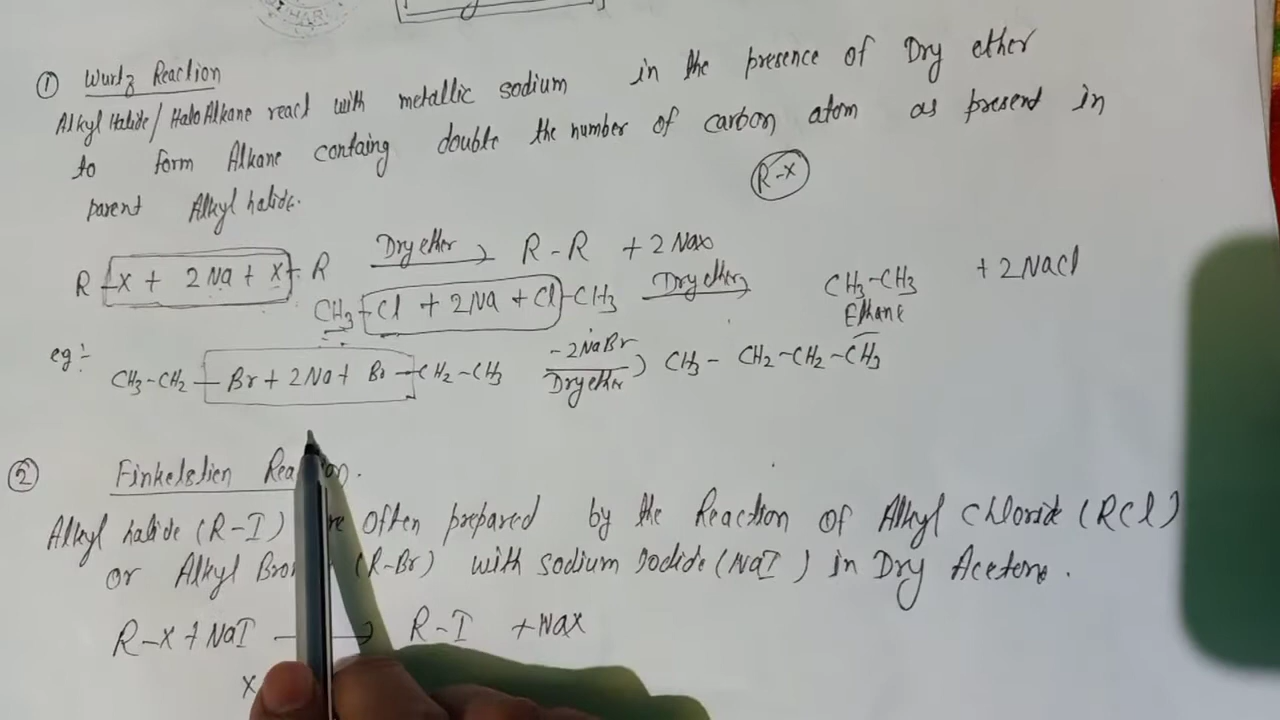 ① Wurtz Reaction
Alkyl Halide/ HaloAlkane react with metallic sodium in the presence of Dry ether
to form Alkane containg double the number of carbon atom as present in
parent Alkyl halide.
R-X
R-X + 2Na + X-R Dry ether → R-R + 2Nax
CH3-Cl + 2Na + Cl-CH3 Dry ether → CH3-CH3 + 2NaCl
Ethane
eg:- CH3-CH2-Br + 2Na + Br-CH2-CH3 -2NaBr Dry ether → CH3-CH2-CH2-CH3
② Finkelstien
Alkyl halide (R-I) often prepared by the Reaction of Alkyl Chloride (RCl)
or Alkyl (R-Br) with sodium Iodide (NaI) in Dry Acetone.
R-X + NaI → R-I + NaX
X